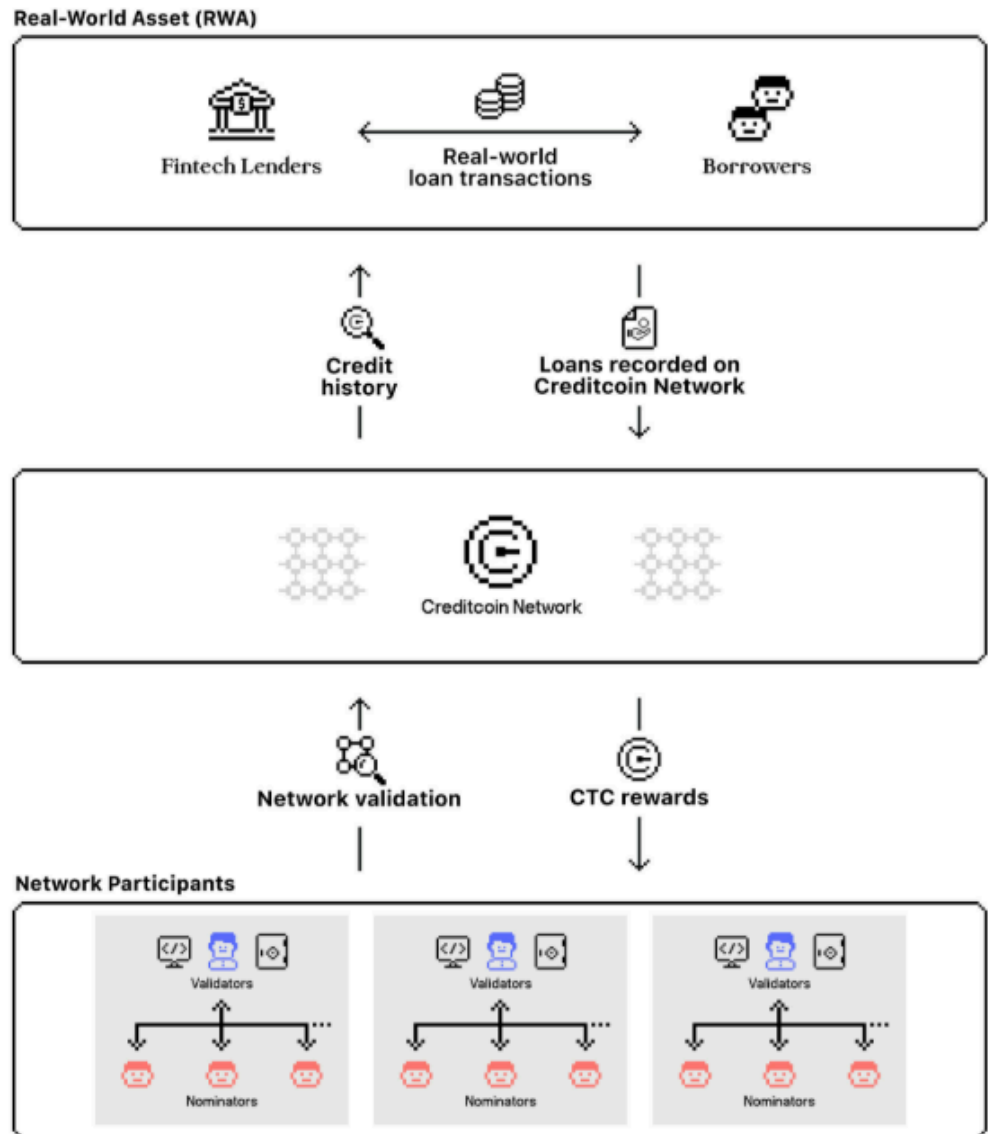 Real-World Asset (RWA)
$
Fintech Lenders
Real-world
loan transactions
Borrowers
Credit
history
Loans recorded on
Creditcoin Network
Creditcoin Network
Network validation
CTC rewards
Network Participants
</> </> </>
Validators Validators Validators
... ... ...
Nominators Nominators Nominators